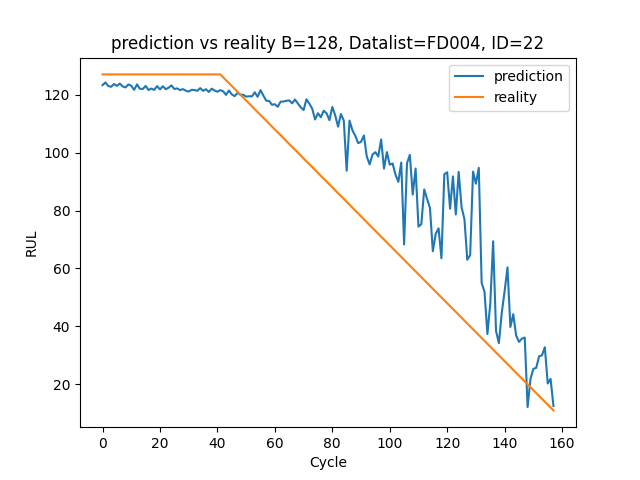 prediction vs reality B=128, Datalist=FD004, ID=22
prediction
reality
RUL
120
100
80
60
40
20
0 20 40 60 80 100 120 140 160
Cycle